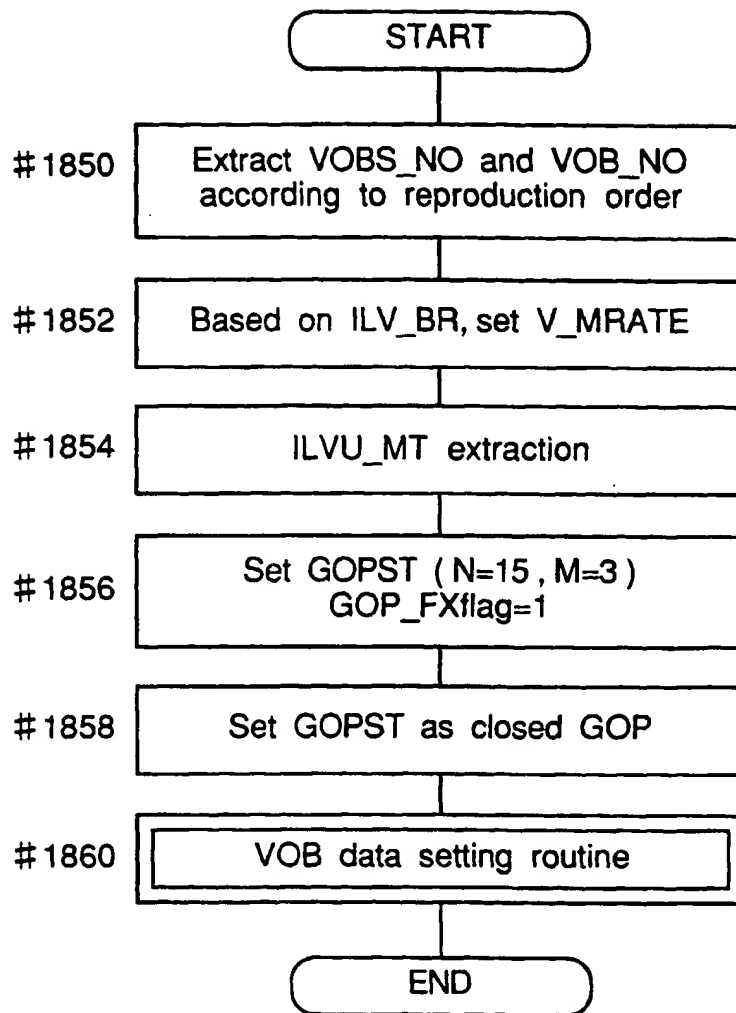 START
#1850
Extract VOBS_NO and VOB_NO
according to reproduction order
#1852
Based on ILV_BR, set V_MRATE
#1854
ILVU_MT extraction
#1856
Set GOPST ( N=15 , M=3 )
GOP_FXflag=1
#1858
Set GOPST as closed GOP
#1860
VOB data setting routine
END